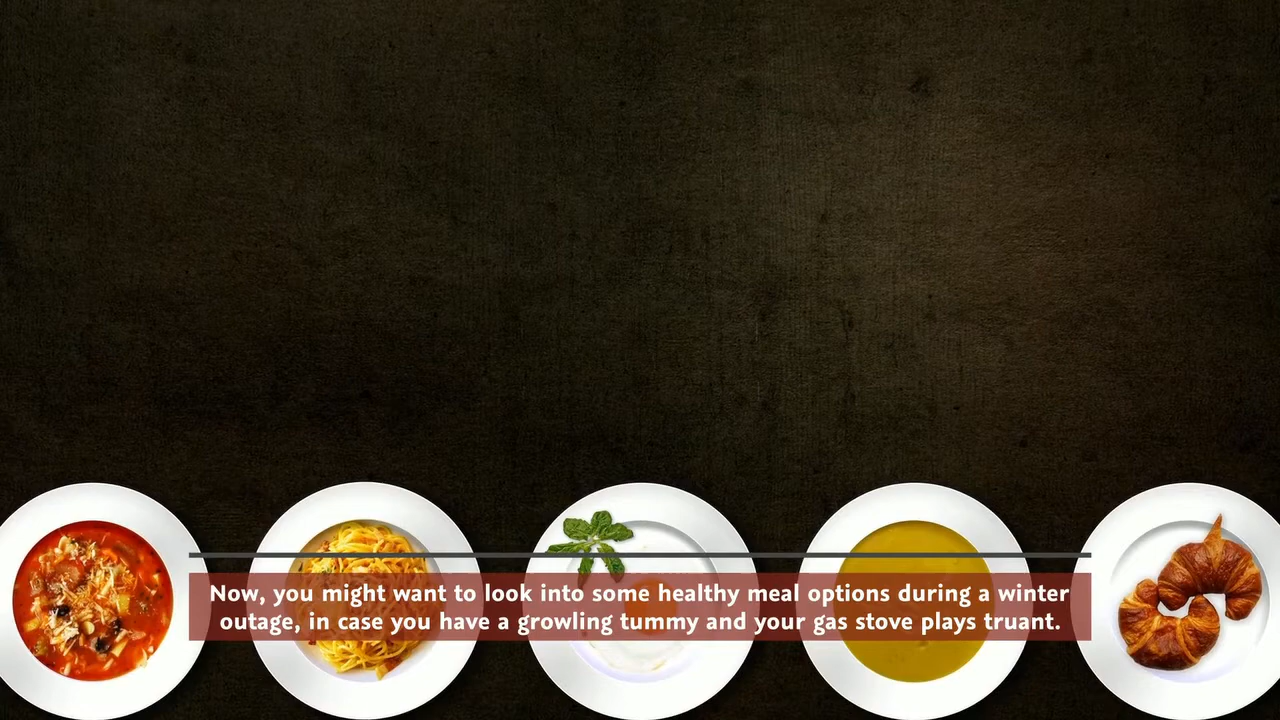 Now, you might want to look into some healthy meal options during a winter
outage, in case you have a growling tummy and your gas stove plays truant.